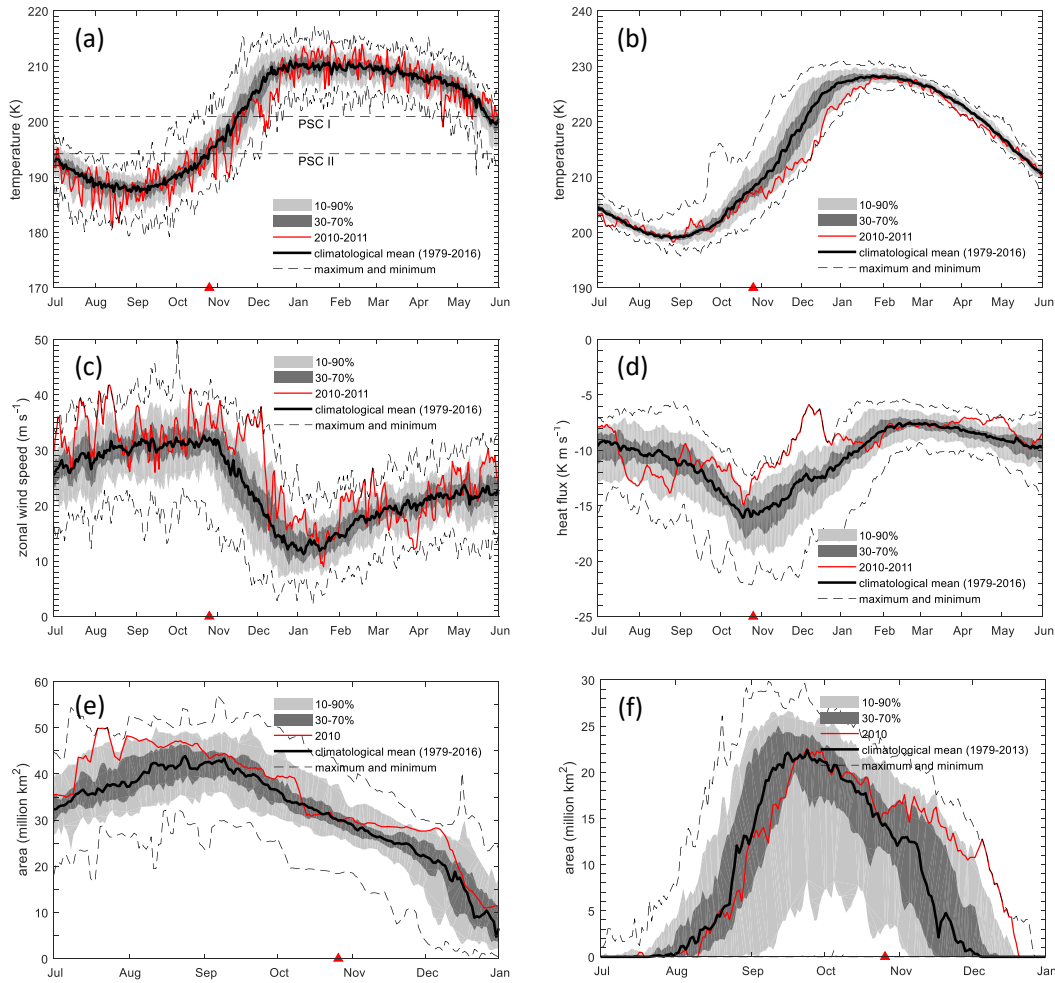 (a)
220
210
200
190
180
170
temperature (K)
PSC I
PSC II
10-90%
30-70%
2010-2011
climatological mean (1979-2016)
maximum and minimum
Jul Aug Sep Oct Nov Dec Jan Feb Mar Apr May Jun
(b)
240
230
220
210
200
190
temperature (K)
10-90%
30-70%
2010-2011
climatological mean (1979-2016)
maximum and minimum
Jul Aug Sep Oct Nov Dec Jan Feb Mar Apr May Jun
(c)
50
40
30
20
10
0
zonal wind speed (m s-1)
10-90%
30-70%
2010-2011
climatological mean (1979-2016)
maximum and minimum
Jul Aug Sep Oct Nov Dec Jan Feb Mar Apr May Jun
(d)
0
-5
-10
-15
-20
-25
heat flux (K m s-1)
10-90%
30-70%
2010-2011
climatological mean (1979-2016)
maximum and minimum
Jul Aug Sep Oct Nov Dec Jan Feb Mar Apr May Jun
(e)
60
50
40
30
20
10
0
area (million km2)
10-90%
30-70%
2010
climatological mean (1979-2016)
maximum and minimum
Jul Aug Sep Oct Nov Dec Jan
(f)
30
25
20
15
10
5
0
area (million km2)
10-90%
30-70%
2010
climatological mean (1979-2013)
maximum and minimum
Jul Aug Sep Oct Nov Dec Jan